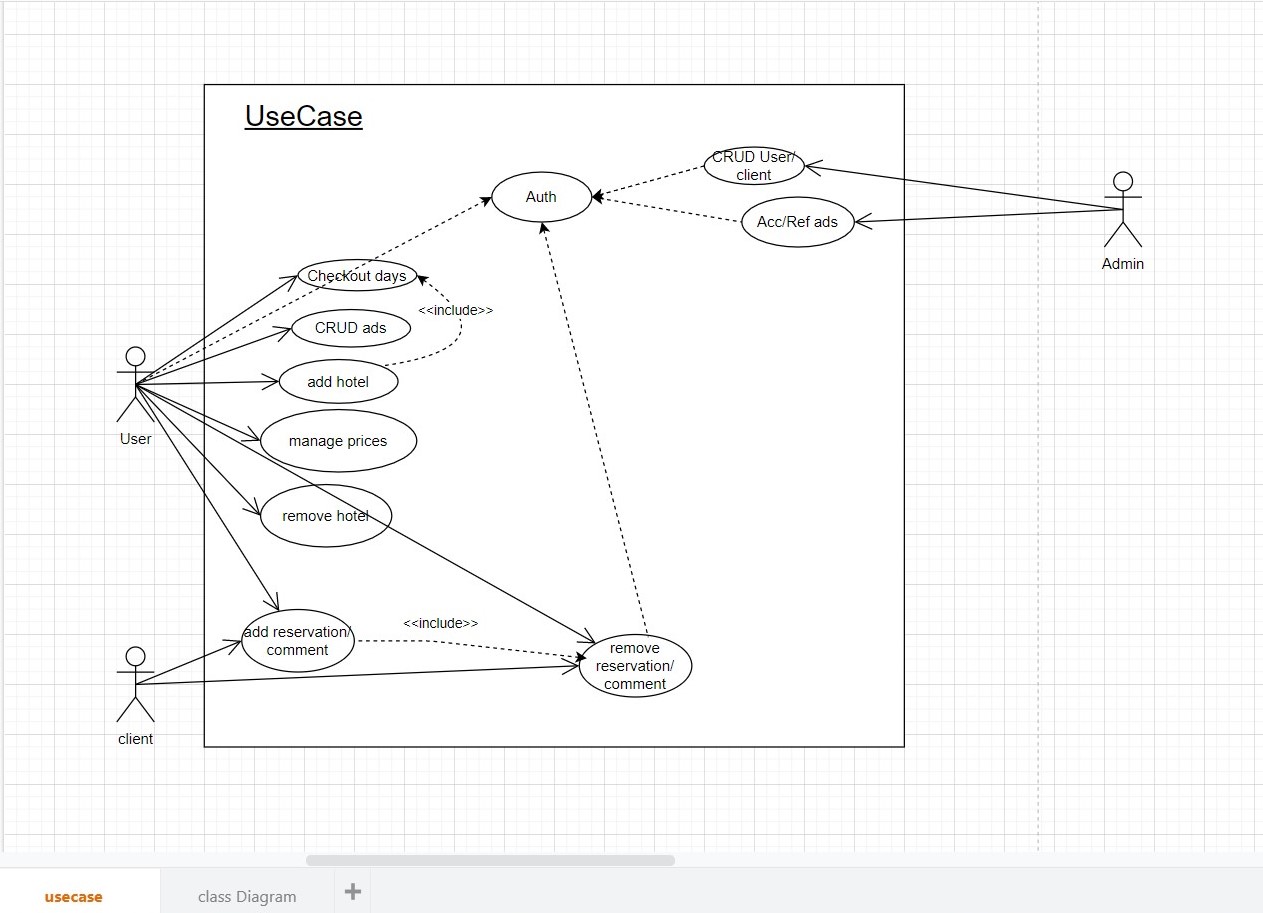 UseCase
CRUD User/
client
Auth
Acc/Ref ads
Admin
Checkout days
<<include>>
CRUD ads
add hotel
User
manage prices
remove hotel
<<include>>
add reservation/
comment
remove
reservation/
comment
client
usecase
class Diagram